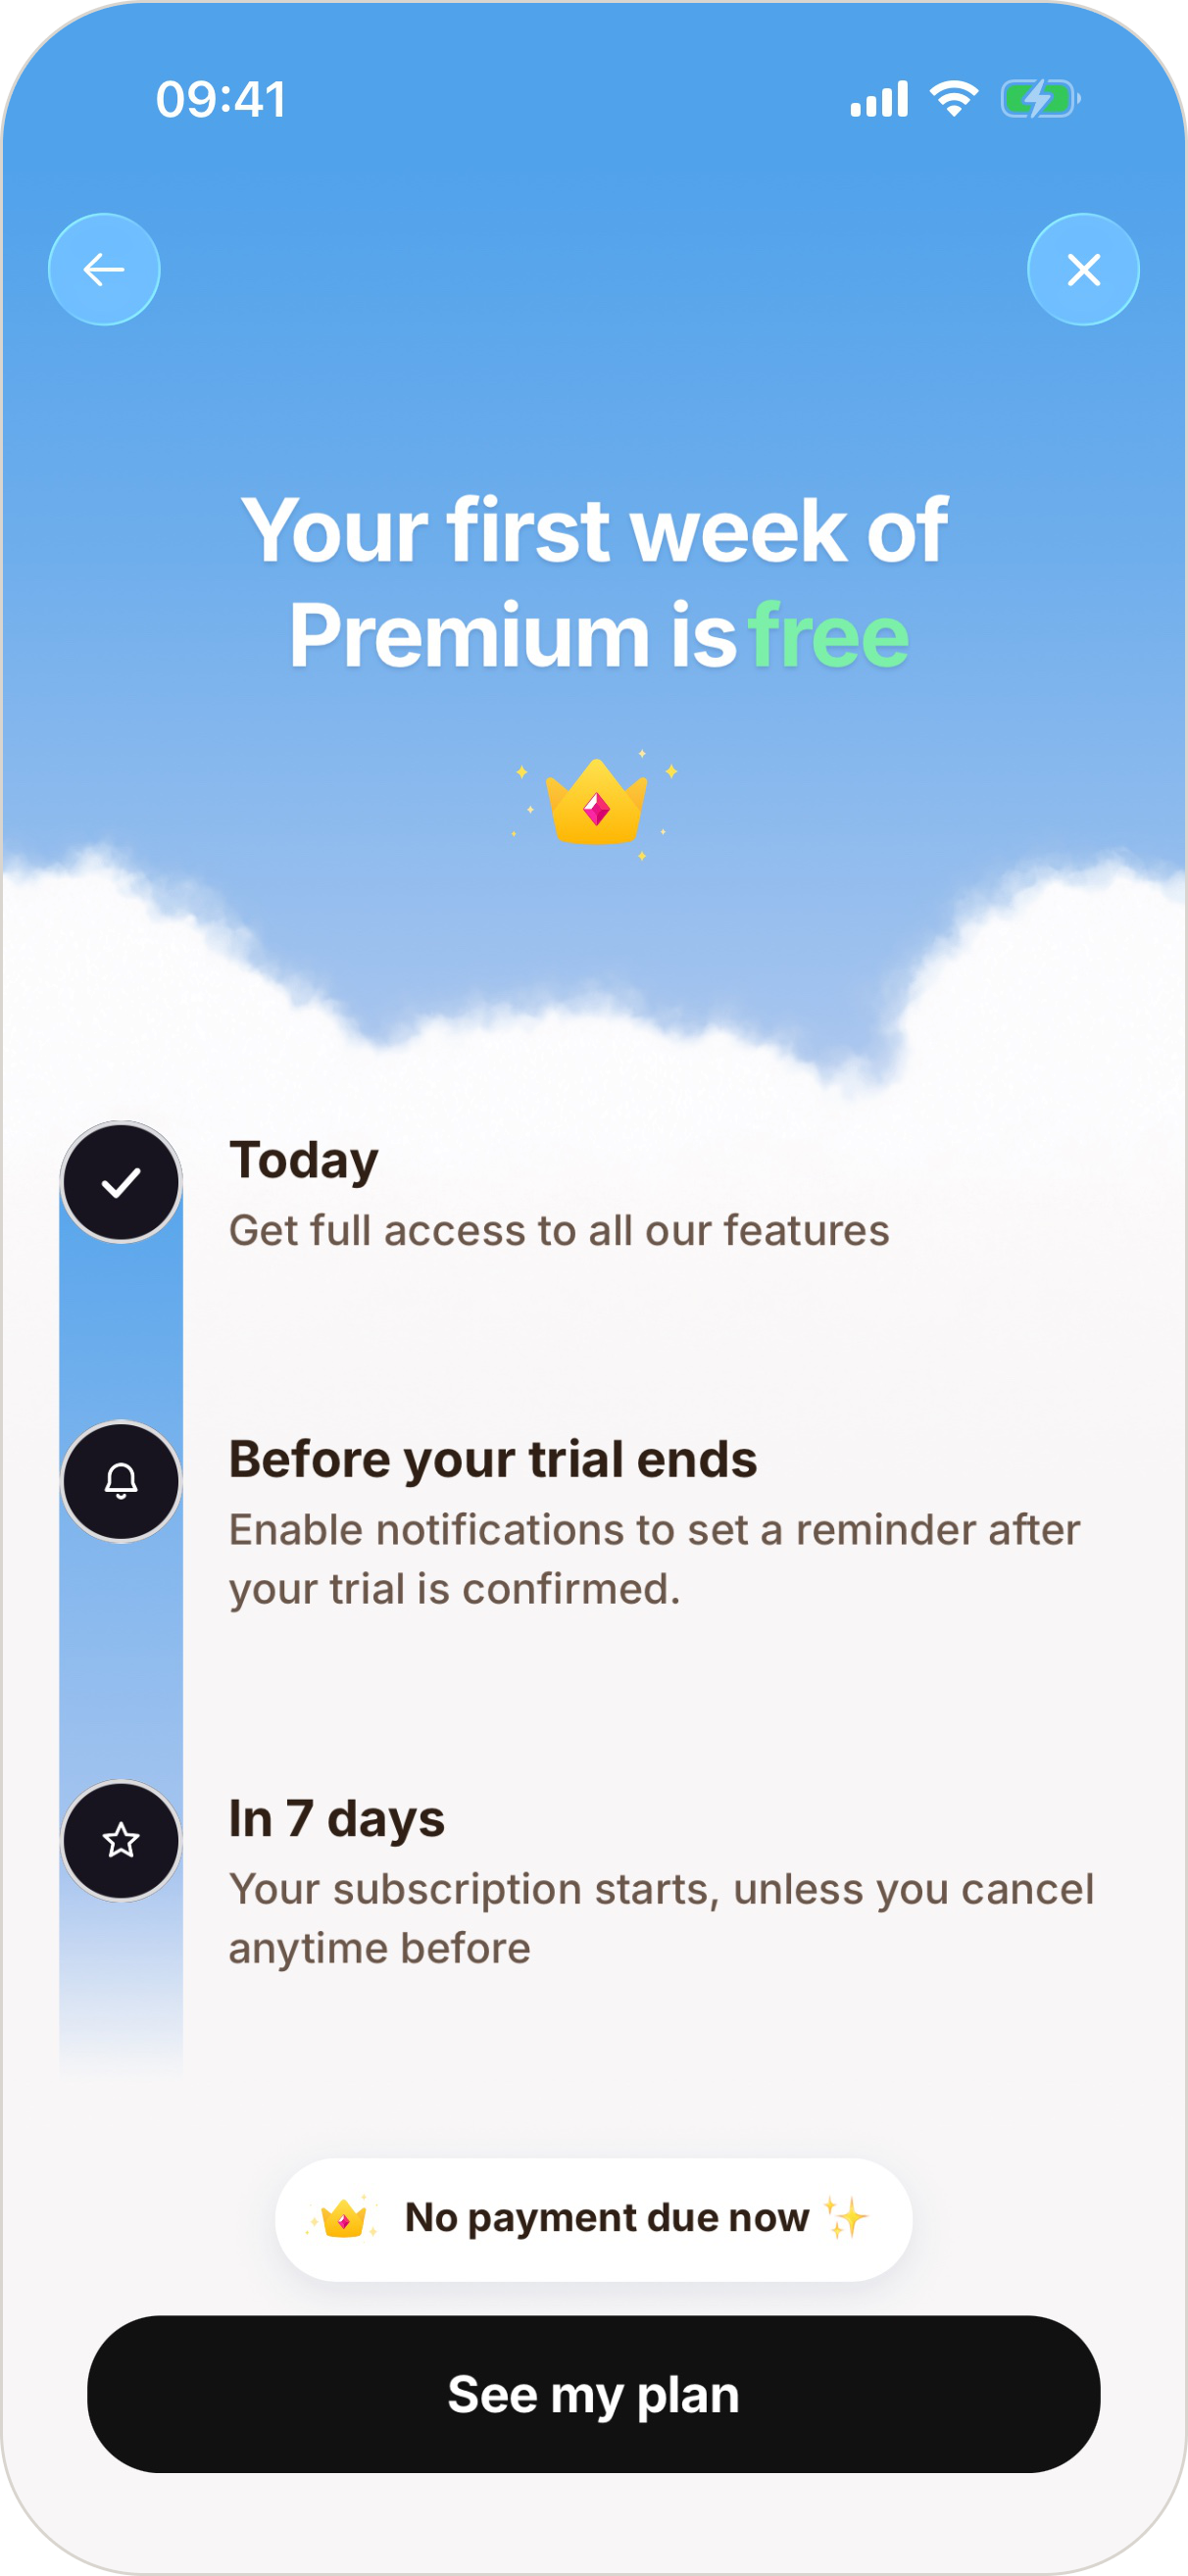 09:41
Your first week of
Premium is free
Today
Get full access to all our features
Before your trial ends
Enable notifications to set a reminder after
your trial is confirmed.
In 7 days
Your subscription starts, unless you cancel
anytime before
No payment due now ✨
See my plan